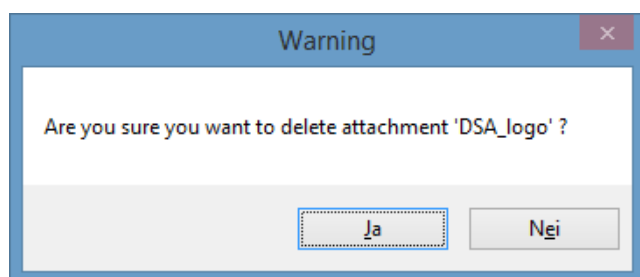 Warning
Are you sure you want to delete attachment 'DSA_logo' ?
Ja
Nei